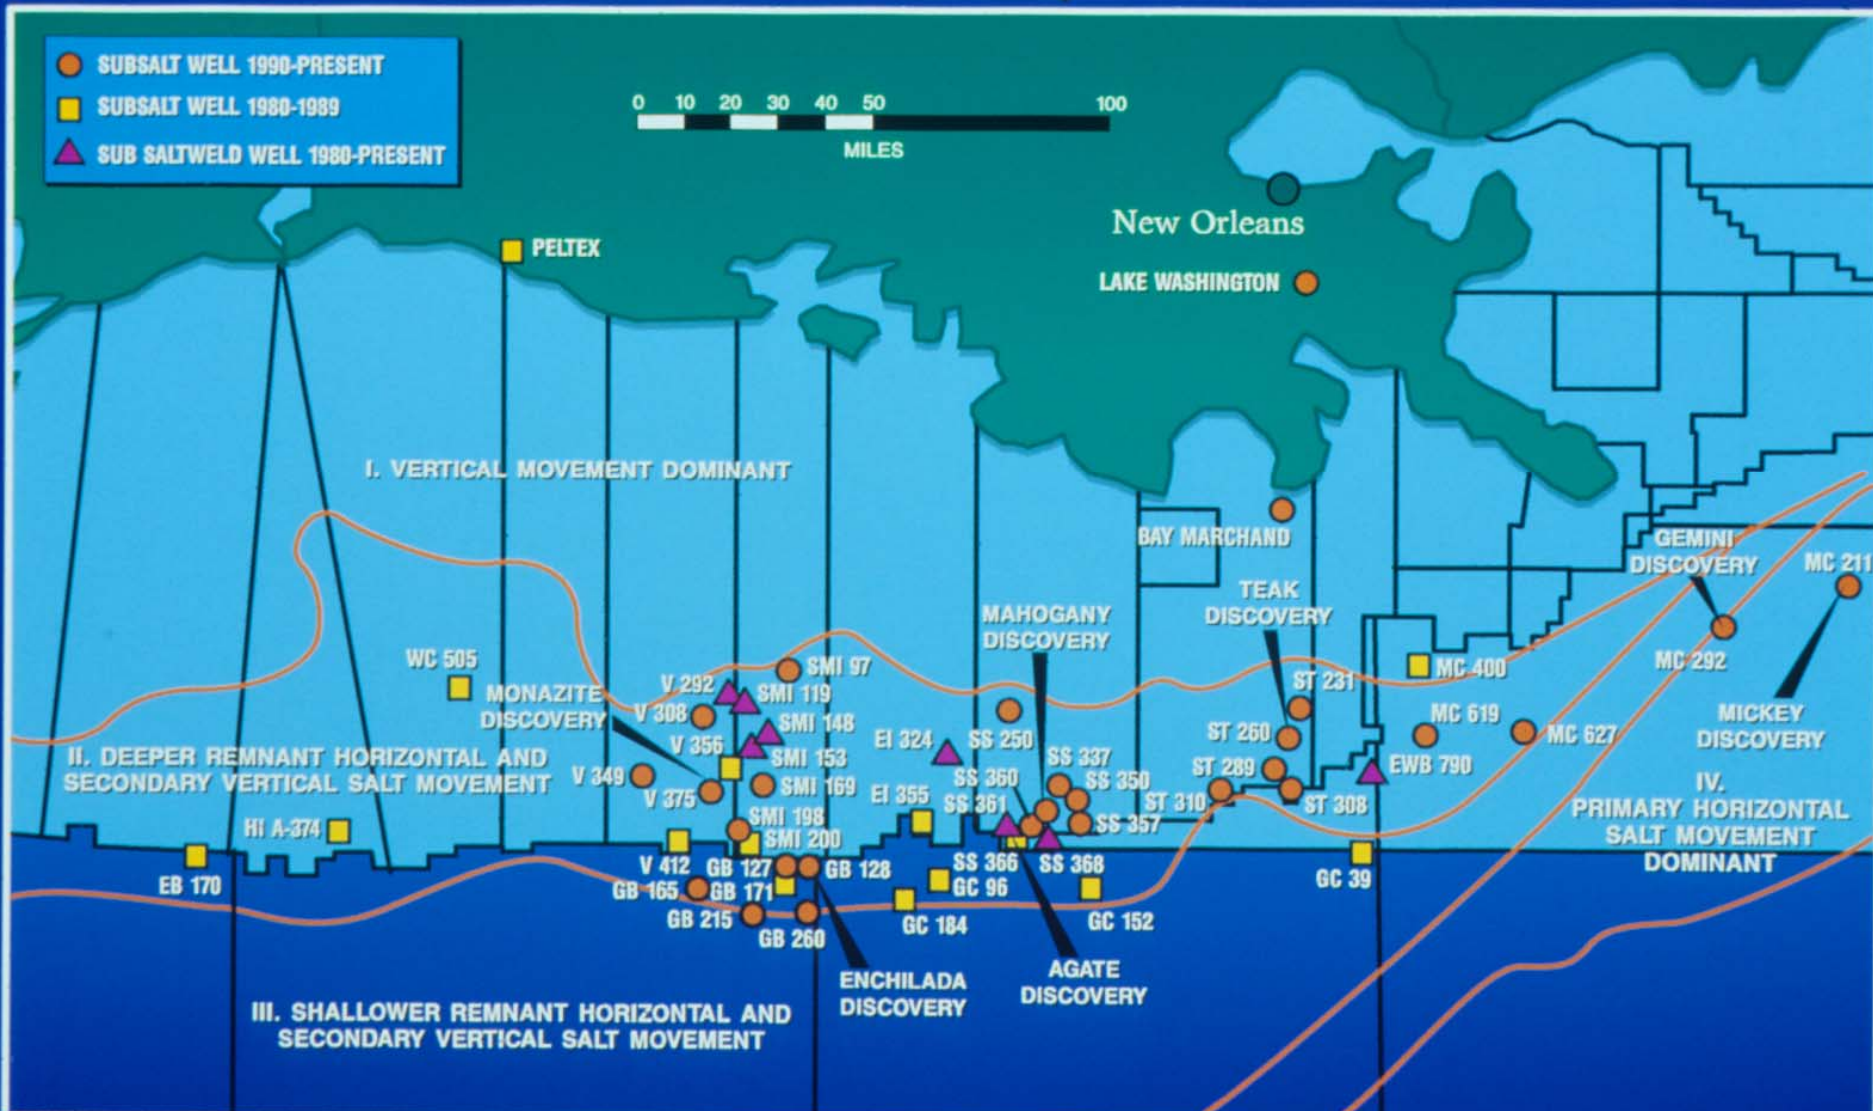 SUBSALT WELL 1990-PRESENT
SUBSALT WELL 1980-1989
SUB SALTWELD WELL 1980-PRESENT
0 10 20 30 40 50 100
MILES
New Orleans
PELTEX
LAKE WASHINGTON
I. VERTICAL MOVEMENT DOMINANT
BAY MARCHAND
GEMINI
DISCOVERY
MC 211
TEAK
DISCOVERY
MAHOGANY
DISCOVERY
WC 505
SMI 97
MC 400
MC 292
MONAZITE
DISCOVERY
V 292
SMI 119
ST 231
V 308
SMI 148
MC 619
MICKEY
DISCOVERY
V 356
SMI 153
EI 324
SS 250
ST 260
MC 627
II. DEEPER REMNANT HORIZONTAL AND
SECONDARY VERTICAL SALT MOVEMENT
V 349
SMI 169
SS 337
ST 289
EWB 790
V 375
SS 360
SS 350
EI 355
SS 361
ST 310
ST 308
IV.
PRIMARY HORIZONTAL
SALT MOVEMENT
DOMINANT
HI A-374
SMI 198
SS 357
SMI 200
EB 170
V 412
GB 127
GB 128
SS 366
SS 368
GC 39
GB 165
GB 171
GC 96
GB 215
GC 184
GC 152
GB 260
ENCHILADA
DISCOVERY
AGATE
DISCOVERY
III. SHALLOWER REMNANT HORIZONTAL AND
SECONDARY VERTICAL SALT MOVEMENT